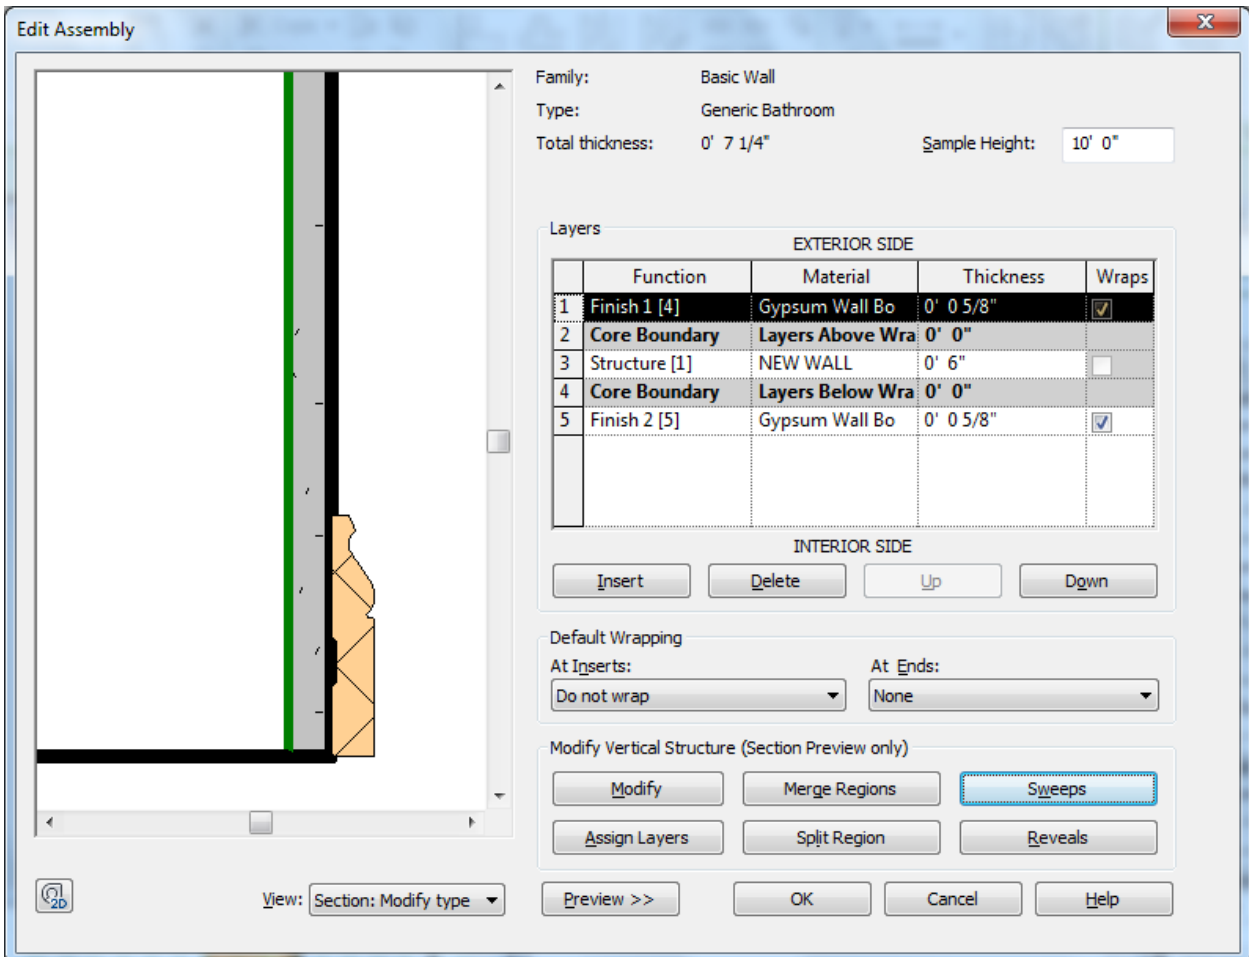 Edit Assembly
Family: Basic Wall
Type: Generic Bathroom
Total thickness: 0' 7 1/4" Sample Height: 10' 0"
Layers
EXTERIOR SIDE
Function Material Thickness Wraps
1 Finish 1 [4] Gypsum Wall Bo 0' 0 5/8"
2 Core Boundary Layers Above Wra 0' 0"
3 Structure [1] NEW WALL 0' 6"
4 Core Boundary Layers Below Wra 0' 0"
5 Finish 2 [5] Gypsum Wall Bo 0' 0 5/8"
INTERIOR SIDE
Insert Delete Up Down
Default Wrapping
At Inserts: At Ends:
Do not wrap None
Modify Vertical Structure (Section Preview only)
Modify Merge Regions Sweeps
Assign Layers Split Region Reveals
2D View: Section: Modify type Preview >> OK Cancel Help